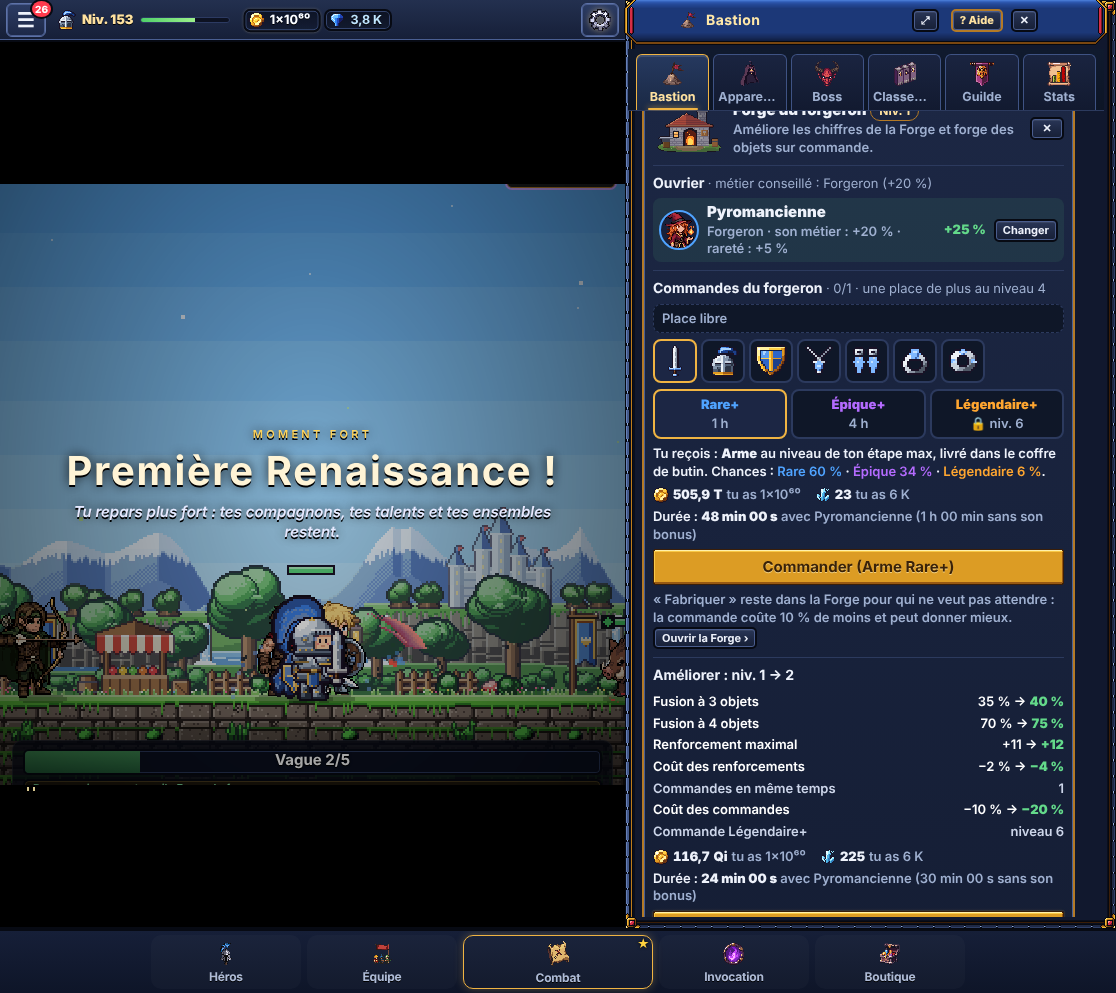 26
Niv. 153
1×10⁶⁰
3,8 K
Bastion
? Aide
Bastion
Appare...
Boss
Classe...
Guilde
Stats
Forge du forgeron Niv. 1
Améliore les chiffres de la Forge et forge des
objets sur commande.
Ouvrier · métier conseillé : Forgeron (+20 %)
Pyromancienne
Forgeron · son métier : +20 % ·
rareté : +5 %
+25 %
Changer
Commandes du forgeron · 0/1 · une place de plus au niveau 4
Place libre
Rare+
1 h
Épique+
4 h
Légendaire+
niv. 6
Tu reçois : Arme au niveau de ton étape max, livré dans le coffre
de butin. Chances : Rare 60 % · Épique 34 % · Légendaire 6 %.
505,9 T tu as 1×10⁶⁰ 23 tu as 6 K
Durée : 48 min 00 s avec Pyromancienne (1 h 00 min sans son
bonus)
Commander (Arme Rare+)
« Fabriquer » reste dans la Forge pour qui ne veut pas attendre :
la commande coûte 10 % de moins et peut donner mieux.
Ouvrir la Forge ›
Améliorer : niv. 1 → 2
Fusion à 3 objets 35 % → 40 %
Fusion à 4 objets 70 % → 75 %
Renforcement maximal +11 → +12
Coût des renforcements −2 % → −4 %
Commandes en même temps 1
Coût des commandes −10 % → −20 %
Commande Légendaire+ niveau 6
116,7 Qi tu as 1×10⁶⁰ 225 tu as 6 K
Durée : 24 min 00 s avec Pyromancienne (30 min 00 s sans son
bonus)
MOMENT FORT
Première Renaissance !
Tu repars plus fort : tes compagnons, tes talents et tes ensembles
restent.
Vague 2/5
Héros
Équipe
Combat
Invocation
Boutique